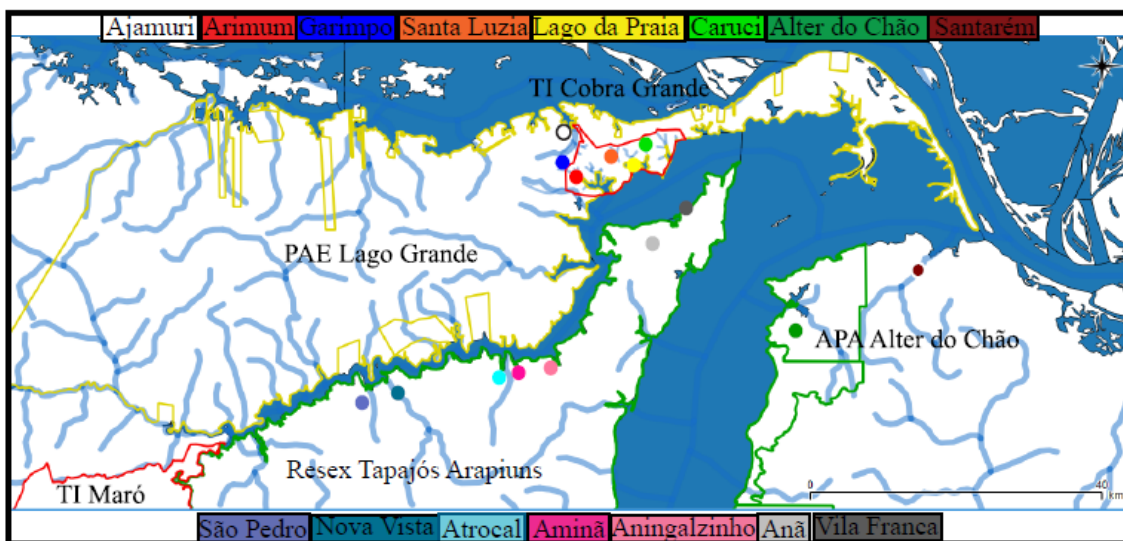 Ajamuri Arimum Garimpo Santa Luzia Lago da Praia Caruci Alter do Chão Santarém
TI Cobra Grande
PAE Lago Grande
APA Alter do Chão
Resex Tapajós Arapiuns
TI Maró
0 40
km
São Pedro Nova Vista Atrocal Aminã Aningalzinho Anã Vila Franca